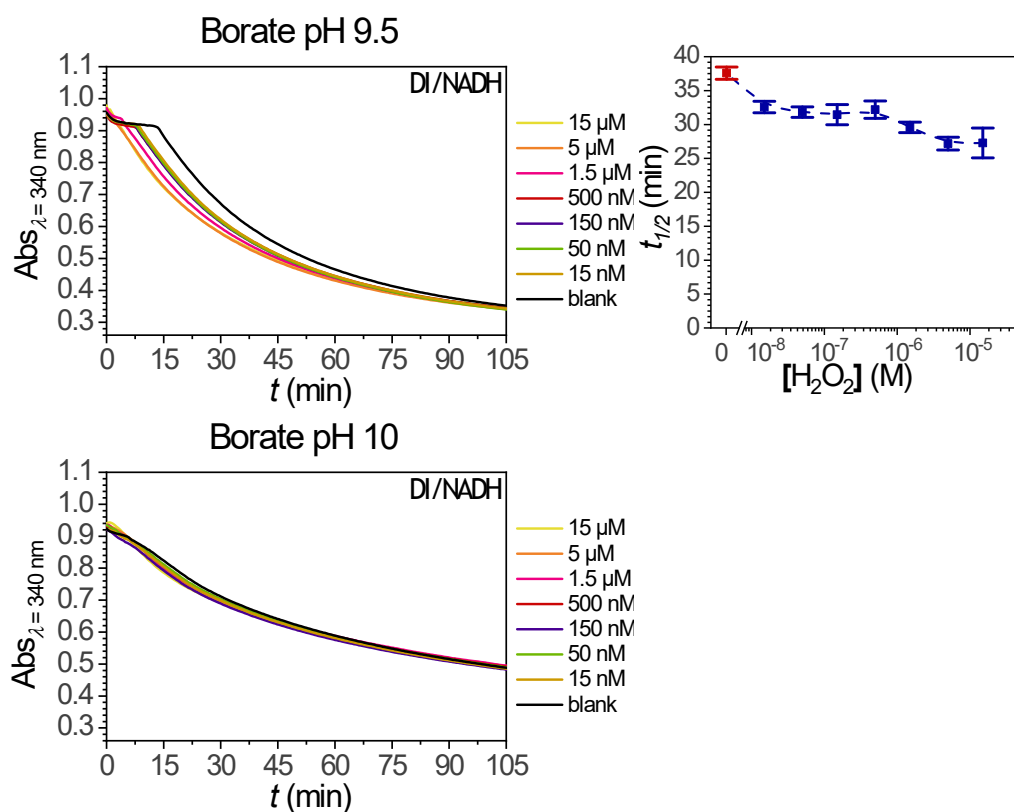 Borate pH 9.5
DI/NADH
Abs λ = 340 nm
1.1
1.0
0.9
0.8
0.7
0.6
0.5
0.4
0.3
0 15 30 45 60 75 90 105
t (min)
15 µM
5 µM
1.5 µM
500 nM
150 nM
50 nM
15 nM
blank
t1/2 (min)
40
35
30
25
20
15
10
5
0
0 10⁻⁸ 10⁻⁷ 10⁻⁶ 10⁻⁵
[H₂O₂] (M)
Borate pH 10
DI/NADH
Abs λ = 340 nm
1.1
1.0
0.9
0.8
0.7
0.6
0.5
0.4
0.3
0 15 30 45 60 75 90 105
t (min)
15 µM
5 µM
1.5 µM
500 nM
150 nM
50 nM
15 nM
blank